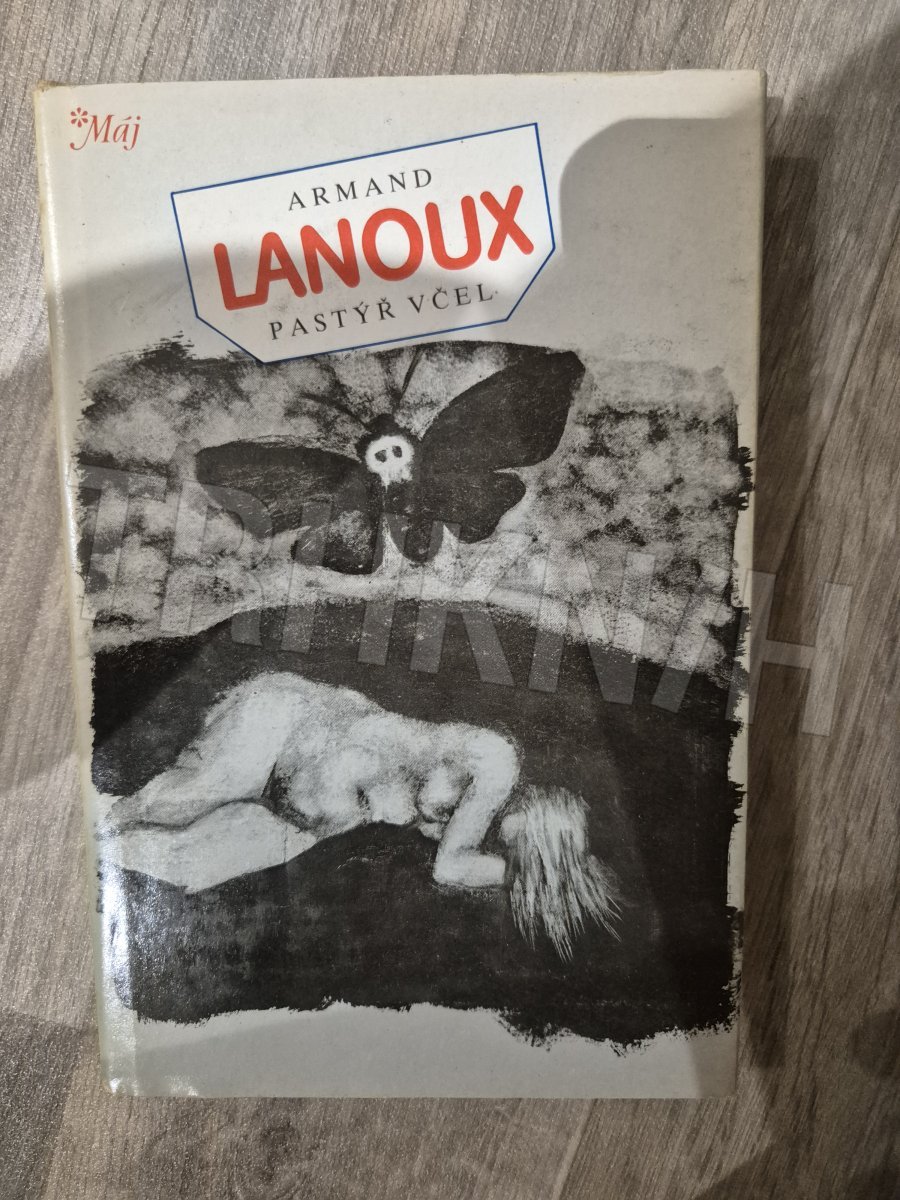 *Máj
ARMAND
LANOUX
PASTÝŘ VČEL